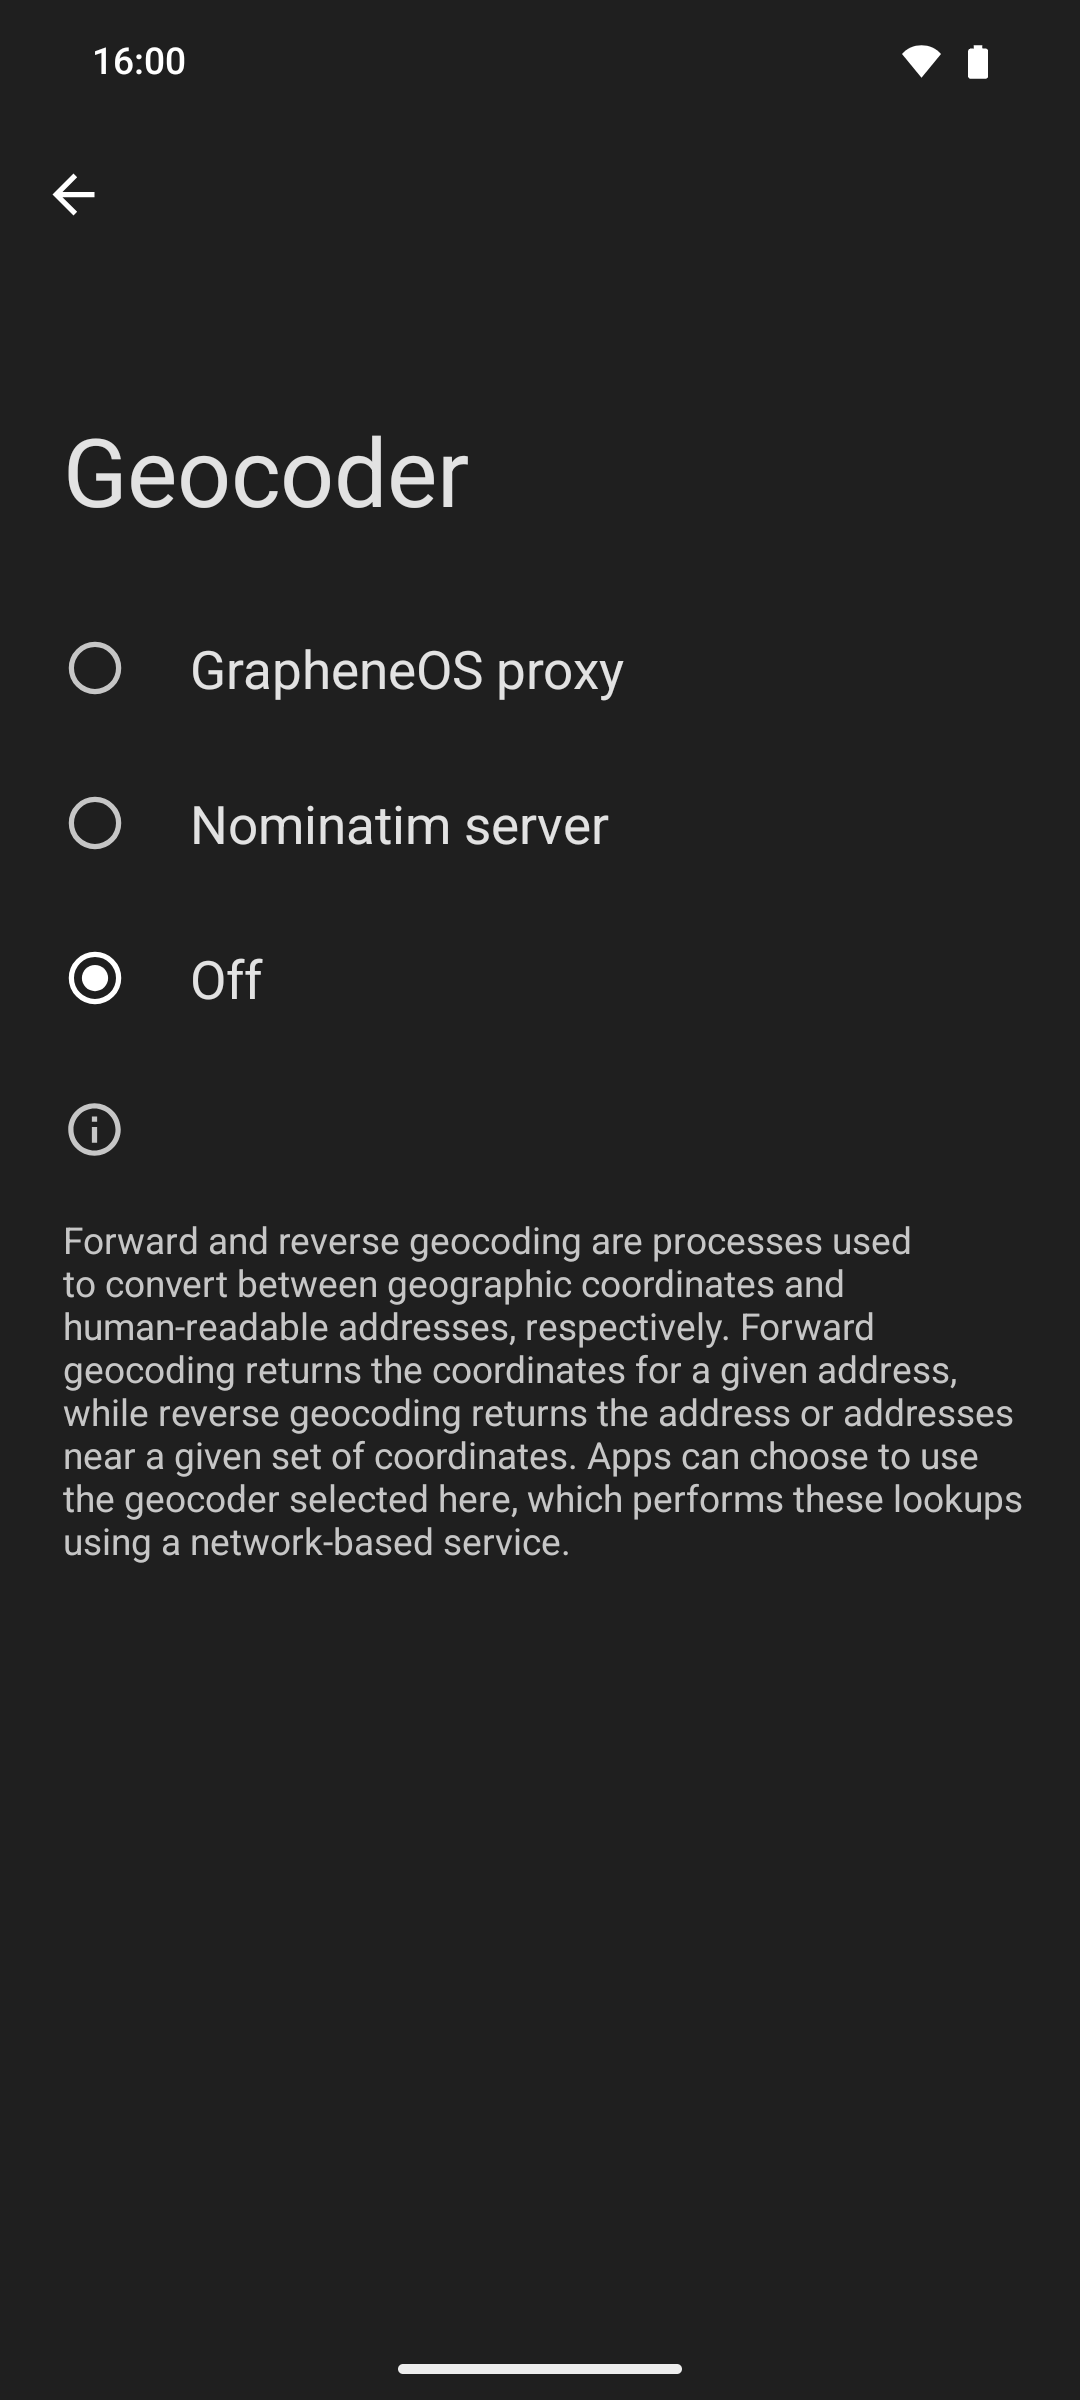 16:00
Geocoder
GrapheneOS proxy
Nominatim server
Off
Forward and reverse geocoding are processes used
to convert between geographic coordinates and
human-readable addresses, respectively. Forward
geocoding returns the coordinates for a given address,
while reverse geocoding returns the address or addresses
near a given set of coordinates. Apps can choose to use
the geocoder selected here, which performs these lookups
using a network-based service.